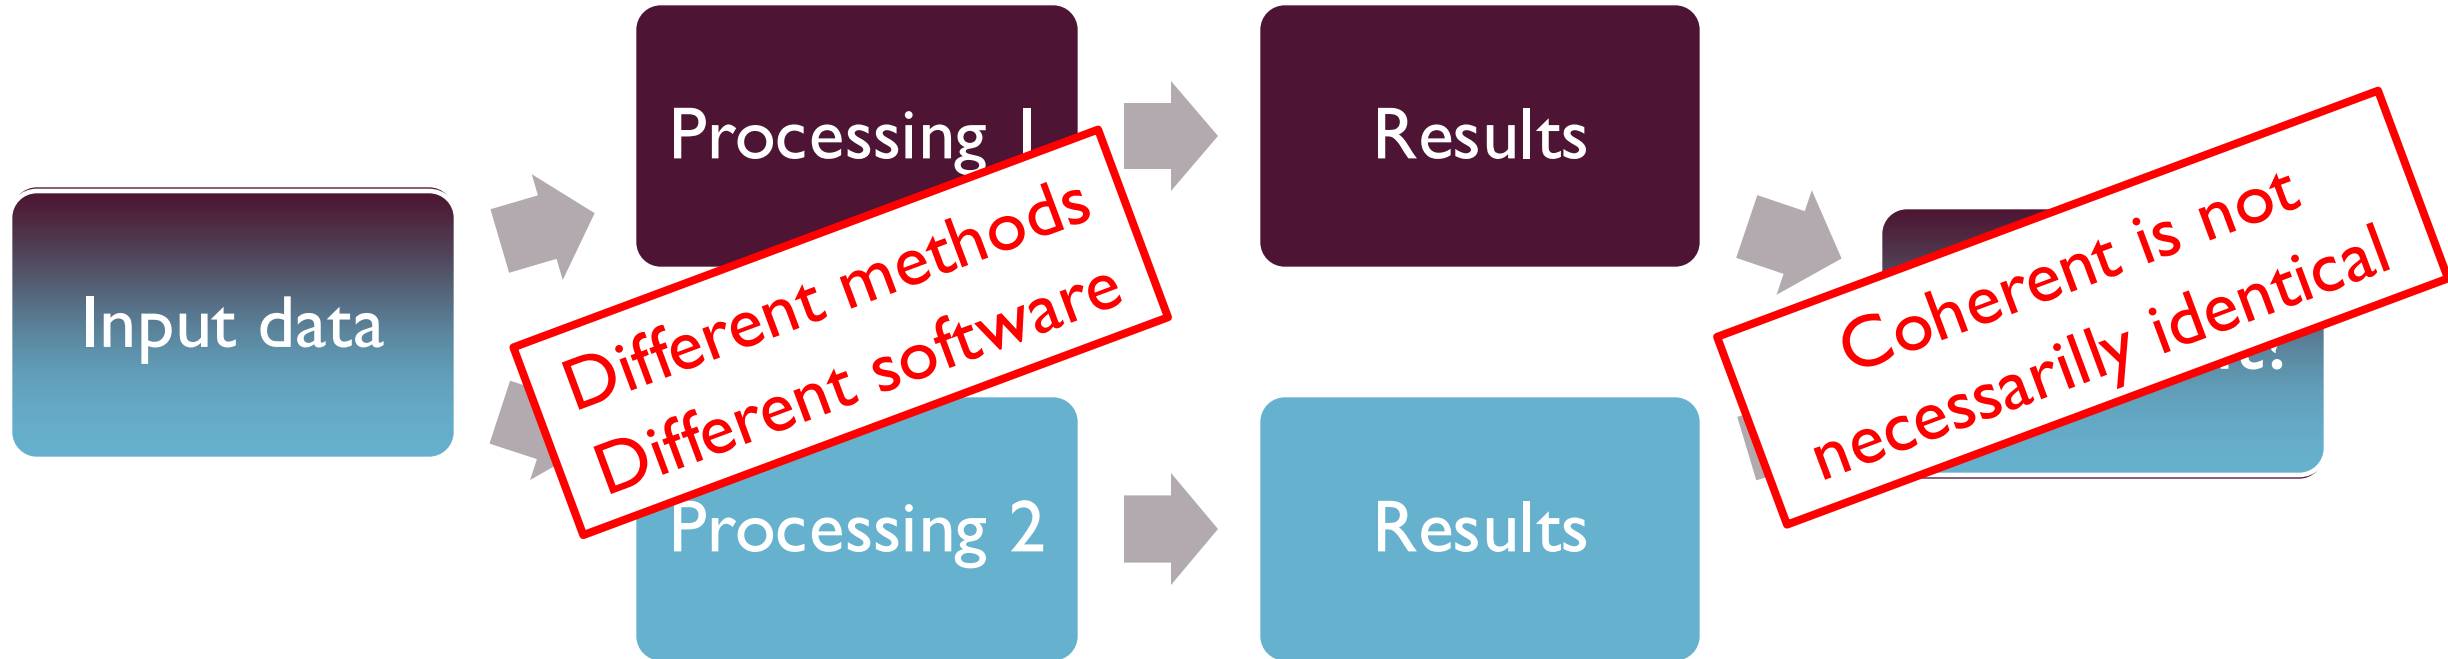 Input data
Processing 1
Results
Different methods
Different software
Processing 2
Results
Coherent is not
necessarilly identical